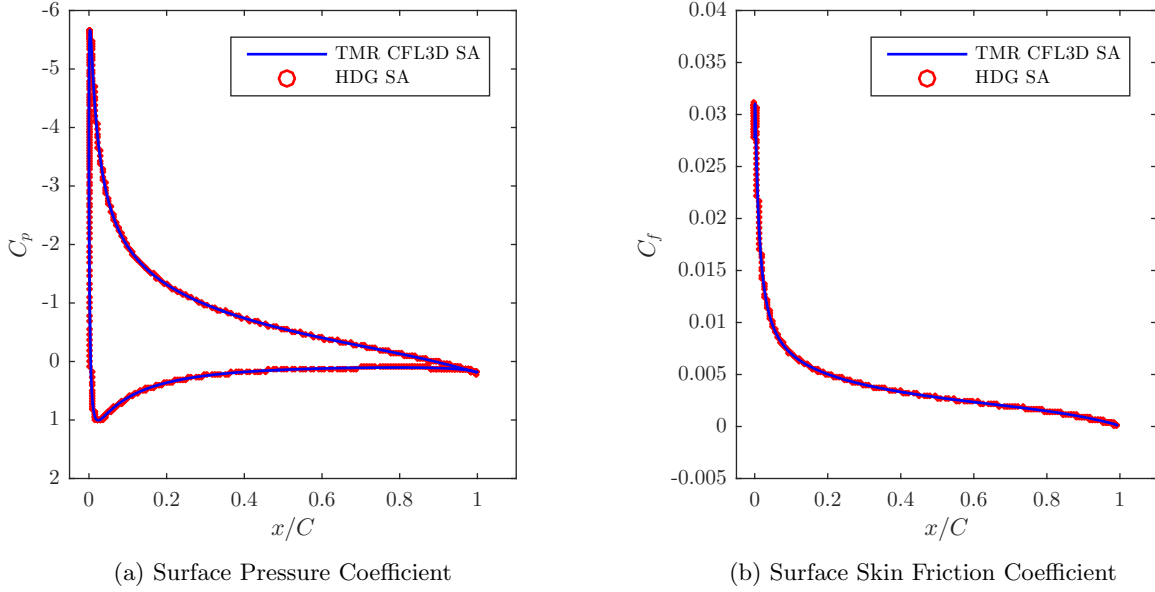 -6
-5
-4
-3
-2
-1
0
1
2
C_p
TMR CFL3D SA
HDG SA
0 0.2 0.4 0.6 0.8 1
x/C
(a) Surface Pressure Coefficient
0.04
0.035
0.03
0.025
0.02
0.015
0.01
0.005
0
-0.005
C_f
TMR CFL3D SA
HDG SA
0 0.2 0.4 0.6 0.8 1
x/C
(b) Surface Skin Friction Coefficient